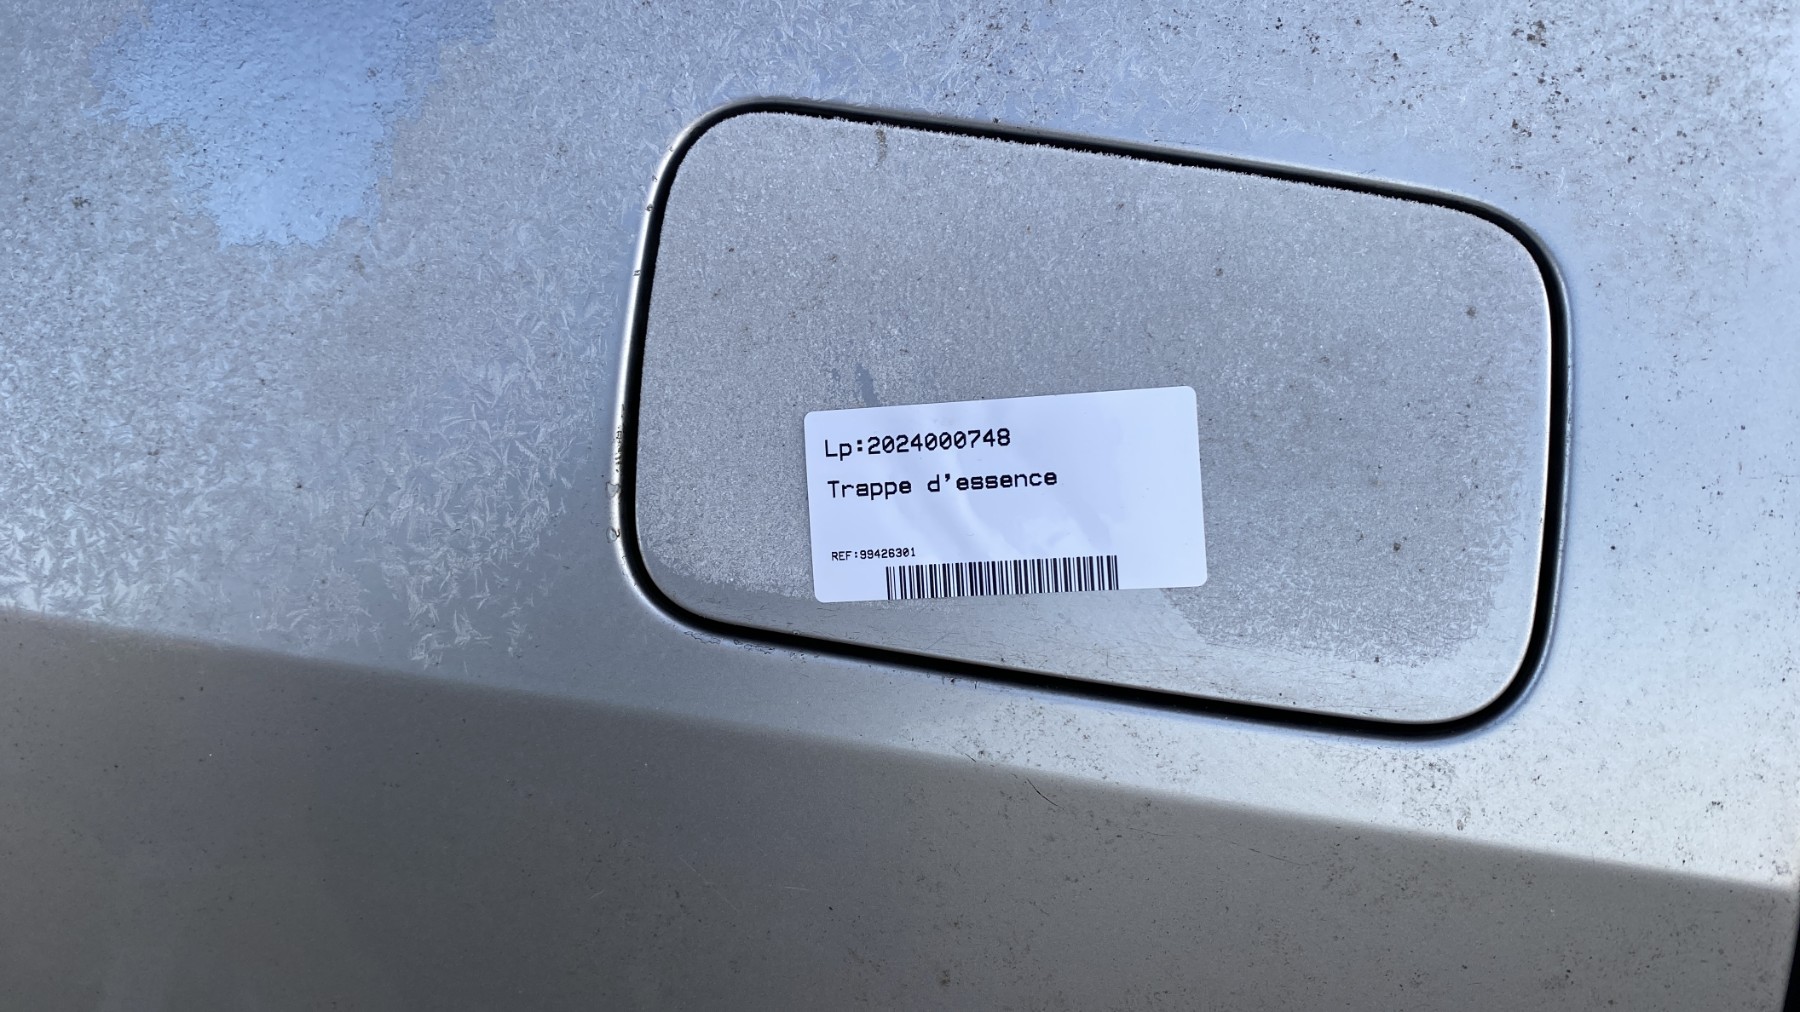 Lp:2024000748
Trappe d'essence
REF:99426301